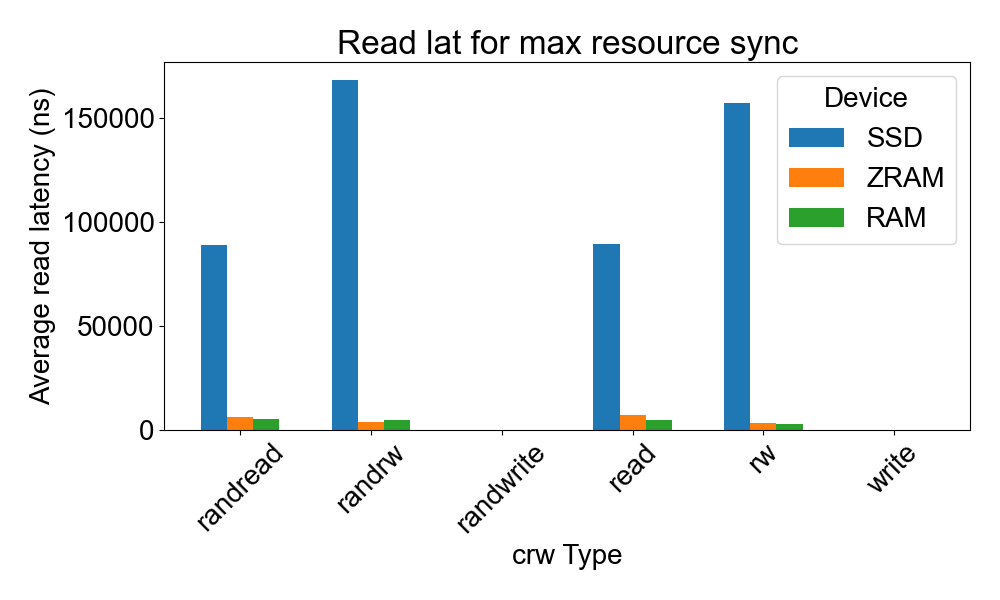 Read lat for max resource sync
Average read latency (ns)
150000
100000
50000
0
Device
SSD
ZRAM
RAM
randread
randrw
randwrite
read
rw
write
crw Type